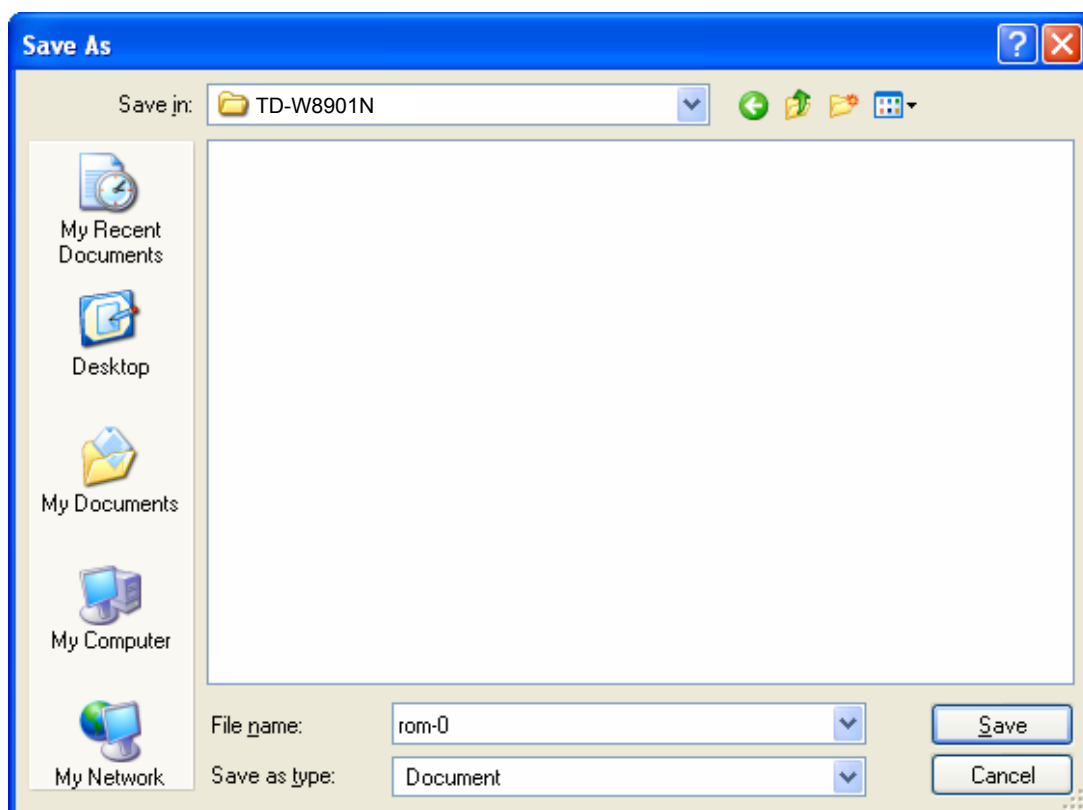 Save As
Save in:
TD-W8901N
My Recent
Documents
Desktop
My Documents
My Computer
My Network
File name:
rom-0
Save
Save as type:
Document
Cancel